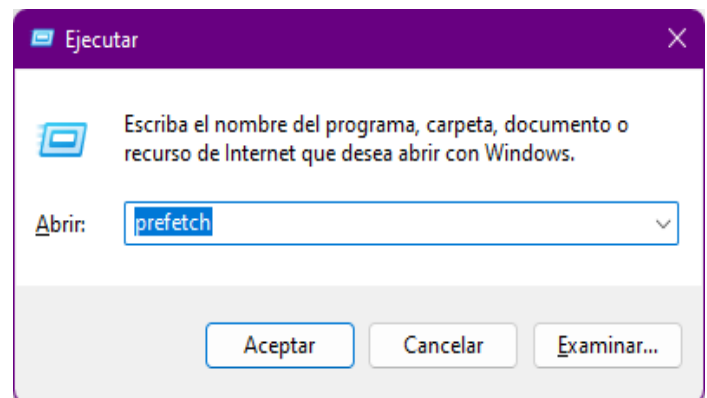 Ejecutar
Escriba el nombre del programa, carpeta, documento o
recurso de Internet que desea abrir con Windows.
Abrir: prefetch
Aceptar Cancelar Examinar...